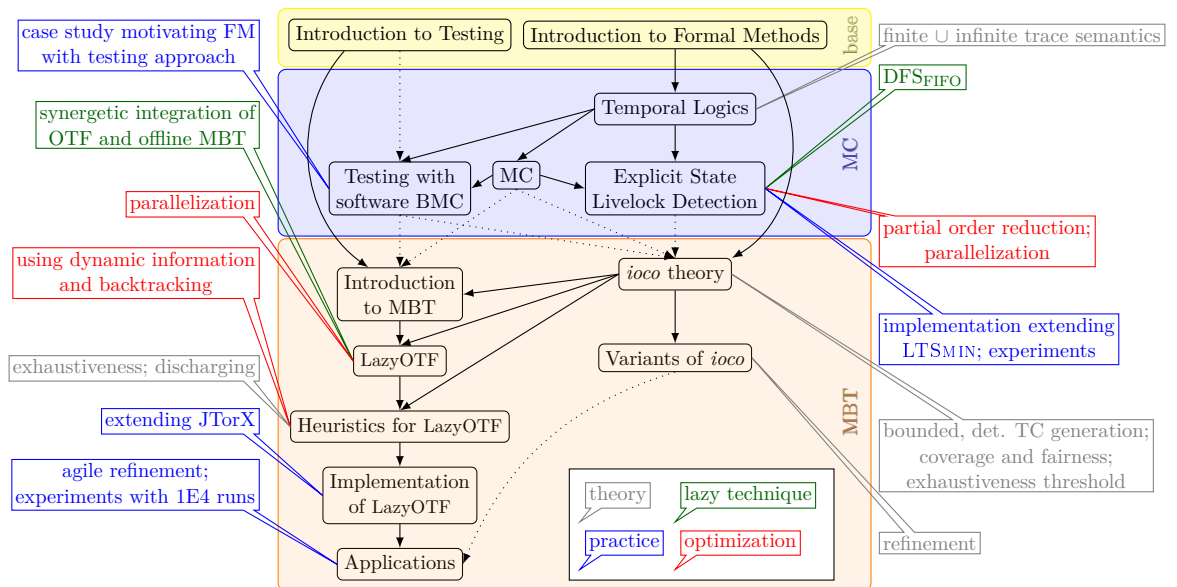 case study motivating FM
with testing approach
Introduction to Testing
Introduction to Formal Methods
base
finite ∪ infinite trace semantics
DFS_FIFO
synergetic integration of
OTF and offline MBT
Temporal Logics
MC
Testing with
software BMC
MC
Explicit State
Livelock Detection
parallelization
partial order reduction;
parallelization
using dynamic information
and backtracking
Introduction
to MBT
ioco theory
implementation extending
LTSMIN; experiments
exhaustiveness; discharging
LazyOTF
Variants of ioco
MBT
extending JTorX
Heuristics for LazyOTF
bounded, det. TC generation;
coverage and fairness;
exhaustiveness threshold
agile refinement;
experiments with 1E4 runs
Implementation
of LazyOTF
theory
lazy technique
practice
optimization
refinement
Applications